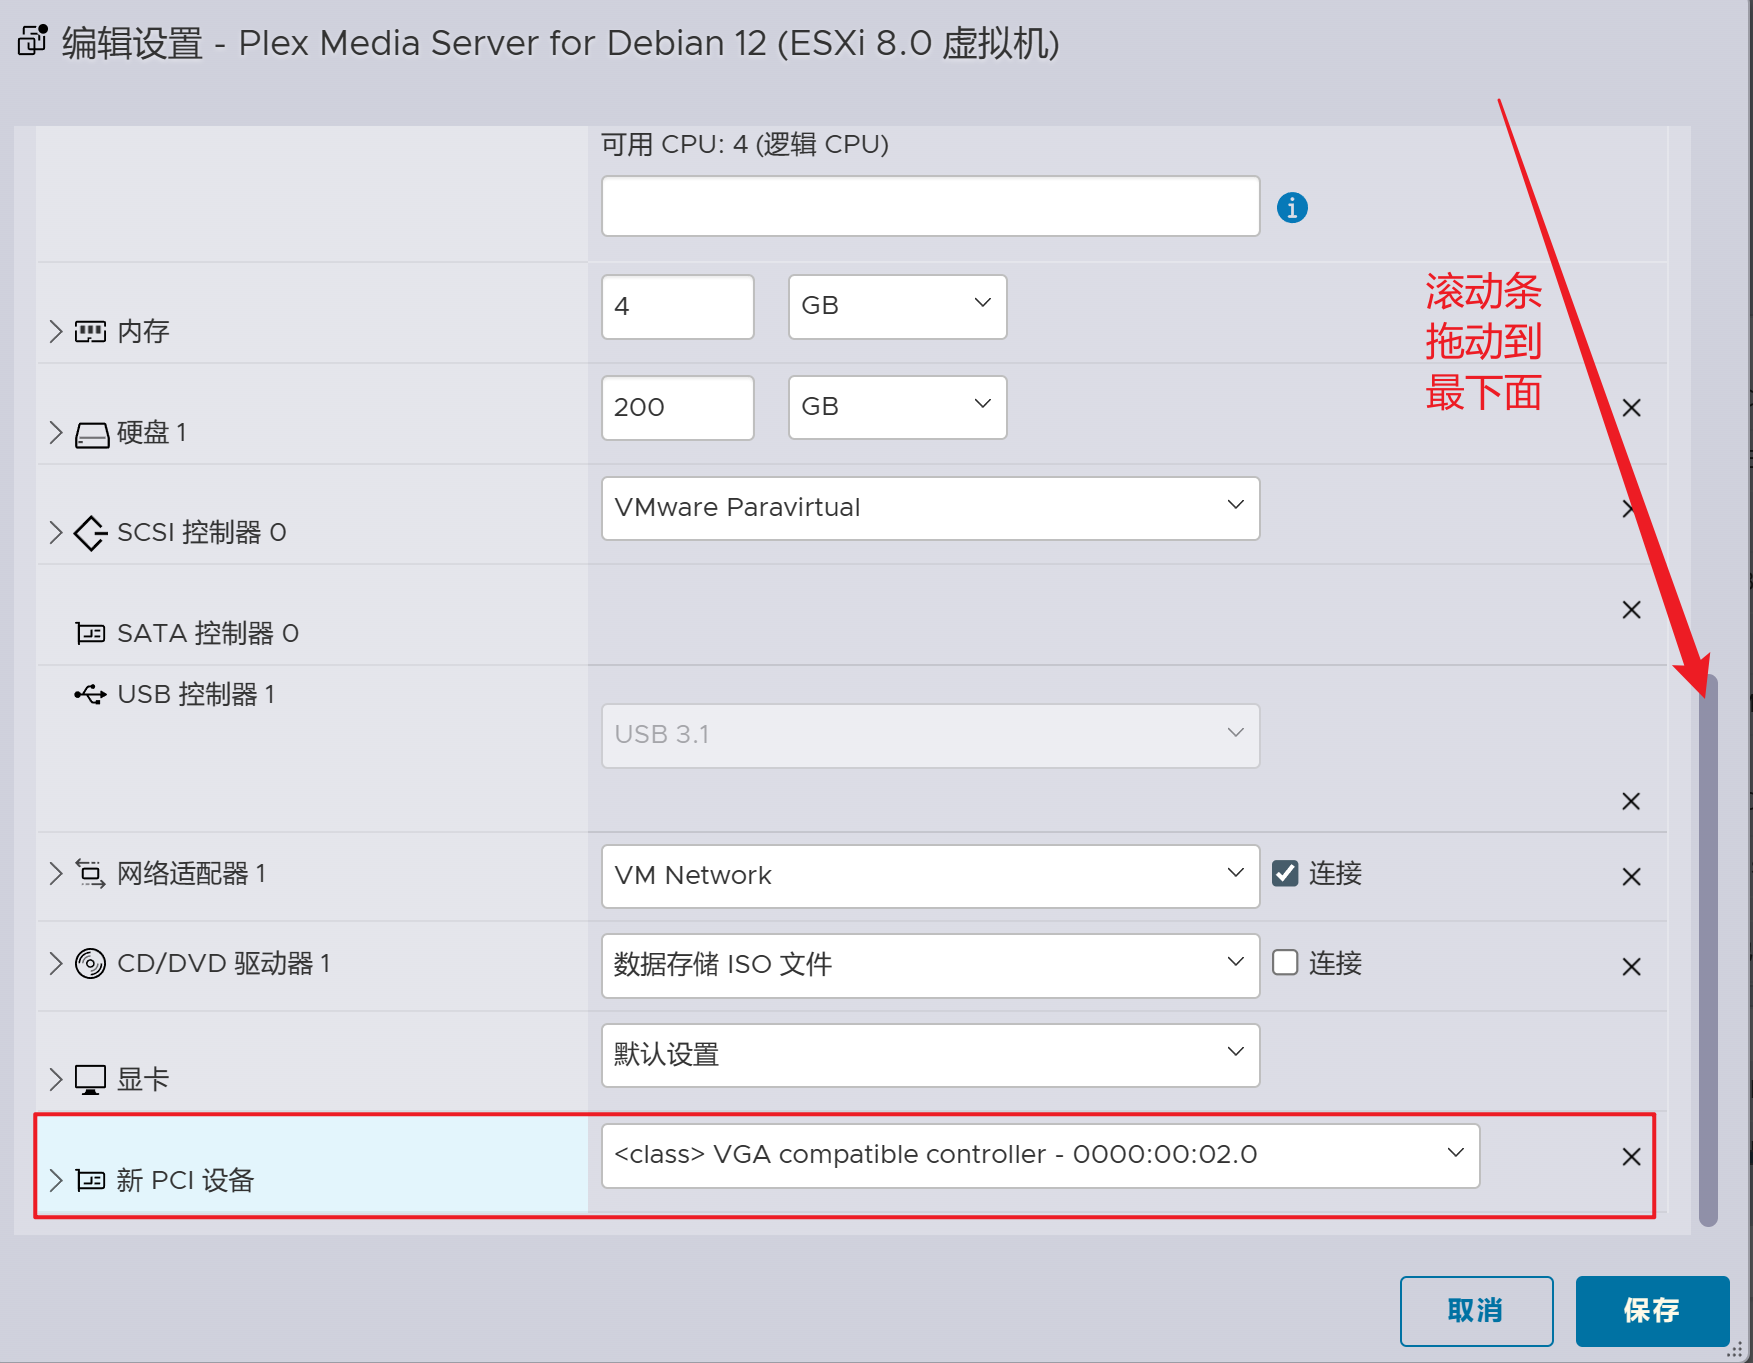 编辑设置 - Plex Media Server for Debian 12 (ESXi 8.0 虚拟机)
可用 CPU: 4 (逻辑 CPU)
滚动条
拖动到
最下面
内存
4
GB
硬盘 1
200
GB
SCSI 控制器 0
VMware Paravirtual
SATA 控制器 0
USB 控制器 1
USB 3.1
网络适配器 1
VM Network
连接
CD/DVD 驱动器 1
数据存储 ISO 文件
连接
显卡
默认设置
新 PCI 设备
<class> VGA compatible controller - 0000:00:02.0
取消
保存